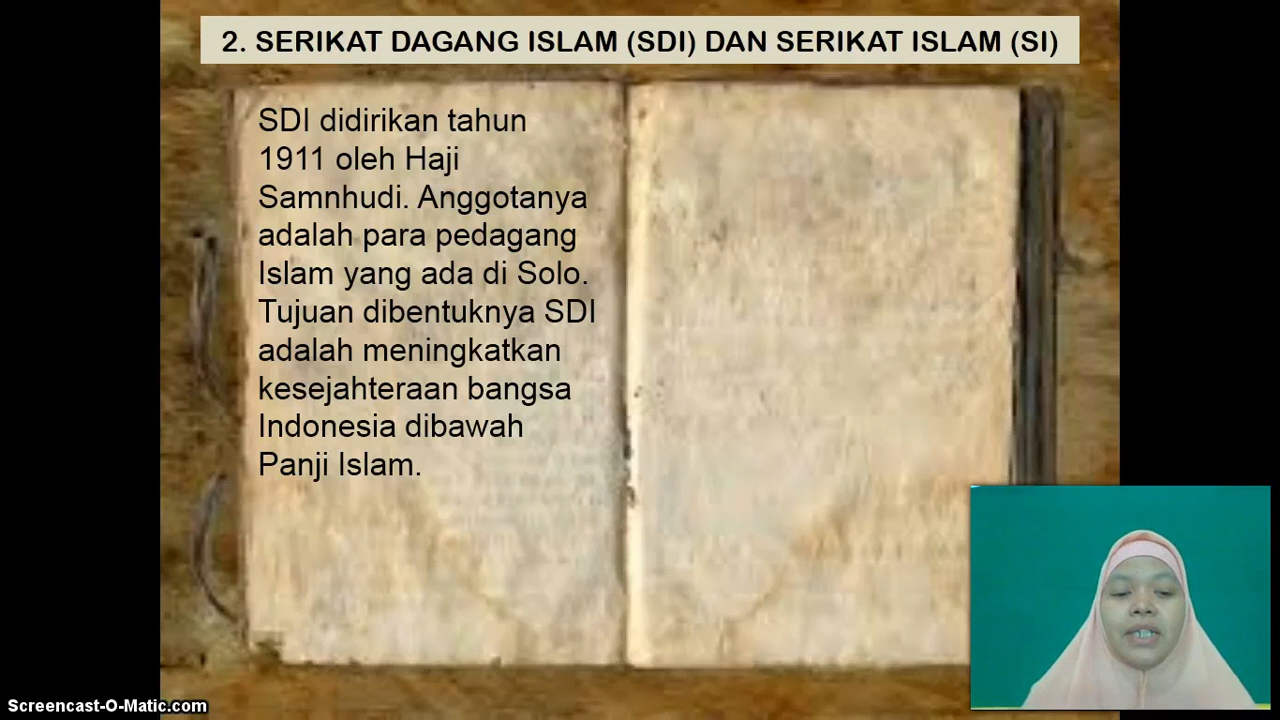 2. SERIKAT DAGANG ISLAM (SDI) DAN SERIKAT ISLAM (SI)
SDI didirikan tahun
1911 oleh Haji
Samnhudi. Anggotanya
adalah para pedagang
Islam yang ada di Solo.
Tujuan dibentuknya SDI
adalah meningkatkan
kesejahteraan bangsa
Indonesia dibawah
Panji Islam.
Screencast-O-Matic.com